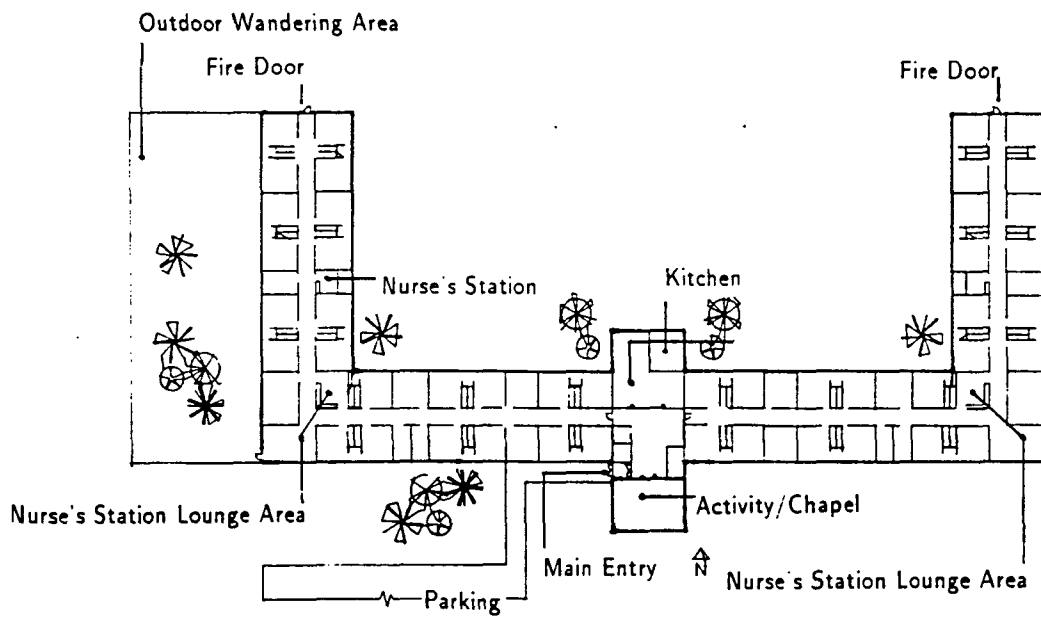 Outdoor Wandering Area
Fire Door
Fire Door
Nurse's Station
Kitchen
Nurse's Station Lounge Area
Activity/Chapel
Main Entry
N
Nurse's Station Lounge Area
Parking